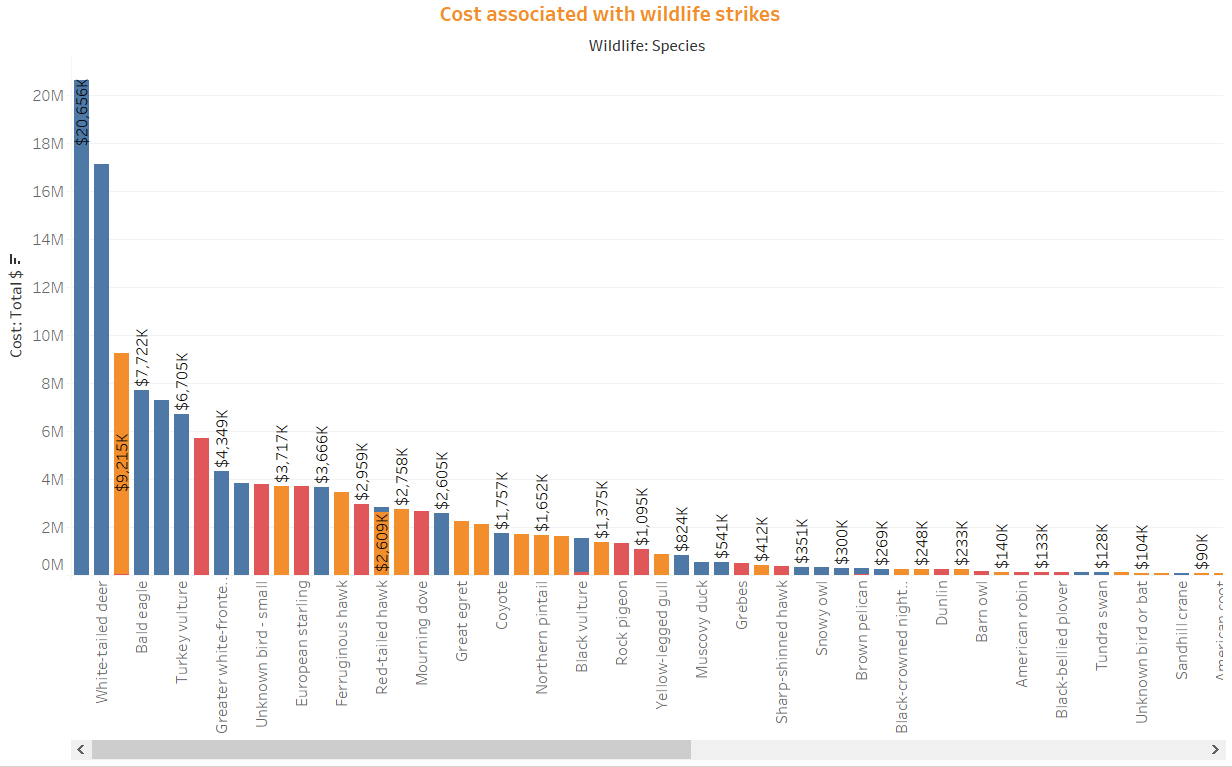 Cost associated with wildlife strikes
Wildlife: Species
Cost: Total $
20M
18M
16M
14M
12M
10M
8M
6M
4M
2M
0M
$20,656K
$9,215K
$7,722K
$6,705K
$4,349K
$3,717K
$3,666K
$2,959K
$2,609K
$2,758K
$2,605K
$1,757K
$1,652K
$1,375K
$1,095K
$824K
$541K
$412K
$351K
$300K
$269K
$248K
$233K
$140K
$133K
$128K
$104K
$90K
White-tailed deer
Bald eagle
Turkey vulture
Greater white-fronte..
Unknown bird - small
European starling
Ferruginous hawk
Red-tailed hawk
Mourning dove
Great egret
Coyote
Northern pintail
Black vulture
Rock pigeon
Yellow-legged gull
Muscovy duck
Grebes
Sharp-shinned hawk
Snowy owl
Brown pelican
Black-crowned night..
Dunlin
Barn owl
American robin
Black-bellied plover
Tundra swan
Unknown bird or bat
Sandhill crane
American coot